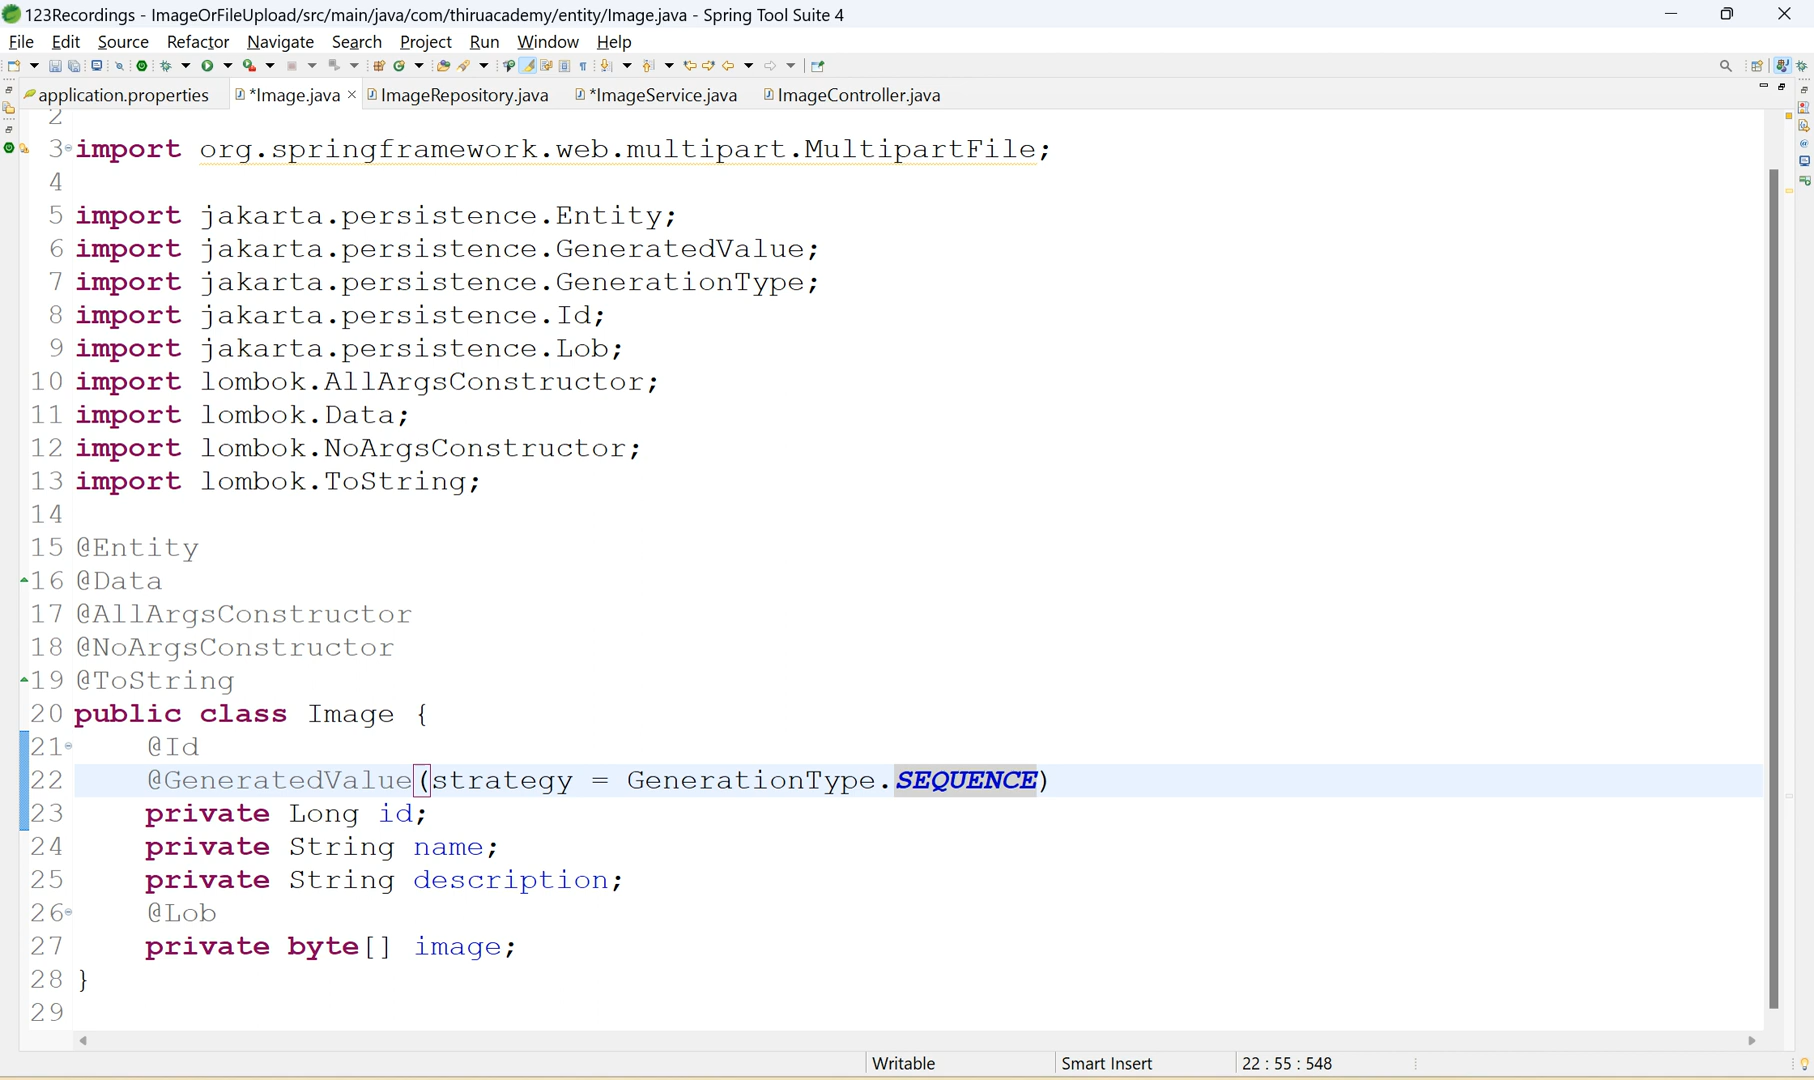 123Recordings - ImageOrFileUpload/src/main/java/com/thiruacademy/entity/Image.java - Spring Tool Suite 4
File Edit Source Refactor Navigate Search Project Run Window Help
application.properties *Image.java ImageRepository.java *ImageService.java ImageController.java
2
3 import org.springframework.web.multipart.MultipartFile;
4
5 import jakarta.persistence.Entity;
6 import jakarta.persistence.GeneratedValue;
7 import jakarta.persistence.GenerationType;
8 import jakarta.persistence.Id;
9 import jakarta.persistence.Lob;
10 import lombok.AllArgsConstructor;
11 import lombok.Data;
12 import lombok.NoArgsConstructor;
13 import lombok.ToString;
14
15 @Entity
16 @Data
17 @AllArgsConstructor
18 @NoArgsConstructor
19 @ToString
20 public class Image {
21 @Id
22 @GeneratedValue(strategy = GenerationType.SEQUENCE)
23 private Long id;
24 private String name;
25 private String description;
26 @Lob
27 private byte[] image;
28 }
29
Writable Smart Insert 22 : 55 : 548